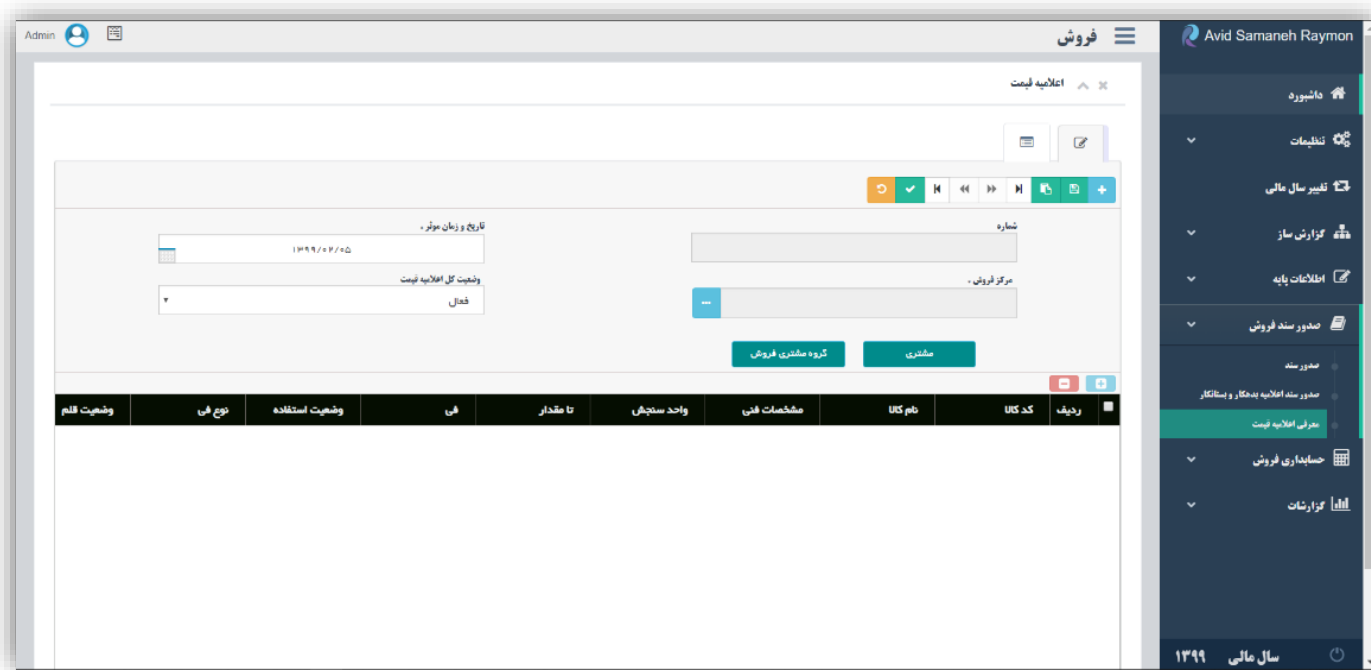 Avid Samaneh Raymon
داشبورد
تنظیمات
تغییر سال مالی
گزارش ساز
اطلاعات پایه
صدور سند فروش
صدور سند
صدور سند اعلامیه بدهکار و بستانکار
معرفی اعلامیه قیمت
حسابداری فروش
گزارشات
سال مالی ۱۳۹۹
فروش
Admin
اعلامیه قیمت
شماره
تاریخ و زمان موثر
۱۳۹۹/۰۲/۰۵
مرکز فروش
وضعیت کل اعلامیه قیمت
فعال
مشتری
گروه مشتری فروش
ردیف کد کالا نام کالا مشخصات فنی واحد سنجش تا مقدار فی وضعیت استفاده نوع فی وضعیت قلم